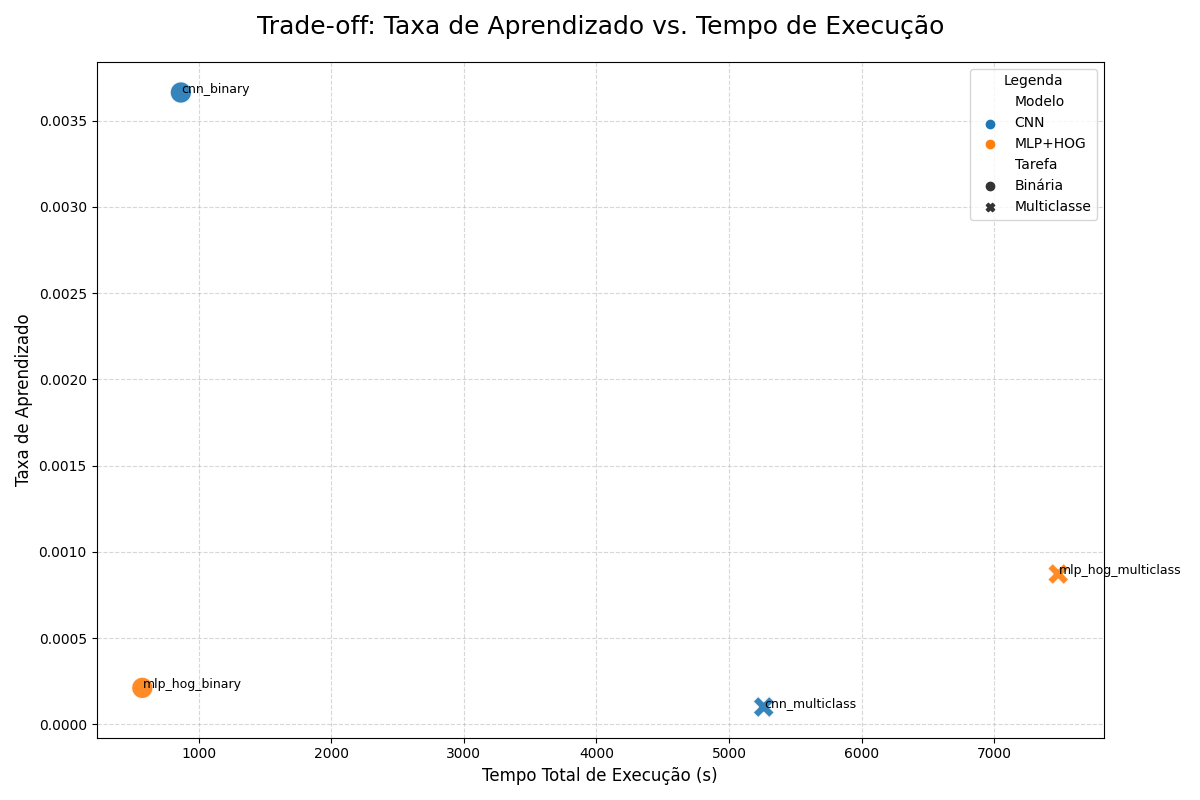 Trade-off: Taxa de Aprendizado vs. Tempo de Execução
Legenda
Modelo
CNN
MLP+HOG
Tarefa
Binária
Multiclasse
cnn_binary
mlp_hog_multiclass
mlp_hog_binary
cnn_multiclass
Taxa de Aprendizado
0.0035
0.0030
0.0025
0.0020
0.0015
0.0010
0.0005
0.0000
1000 2000 3000 4000 5000 6000 7000
Tempo Total de Execução (s)